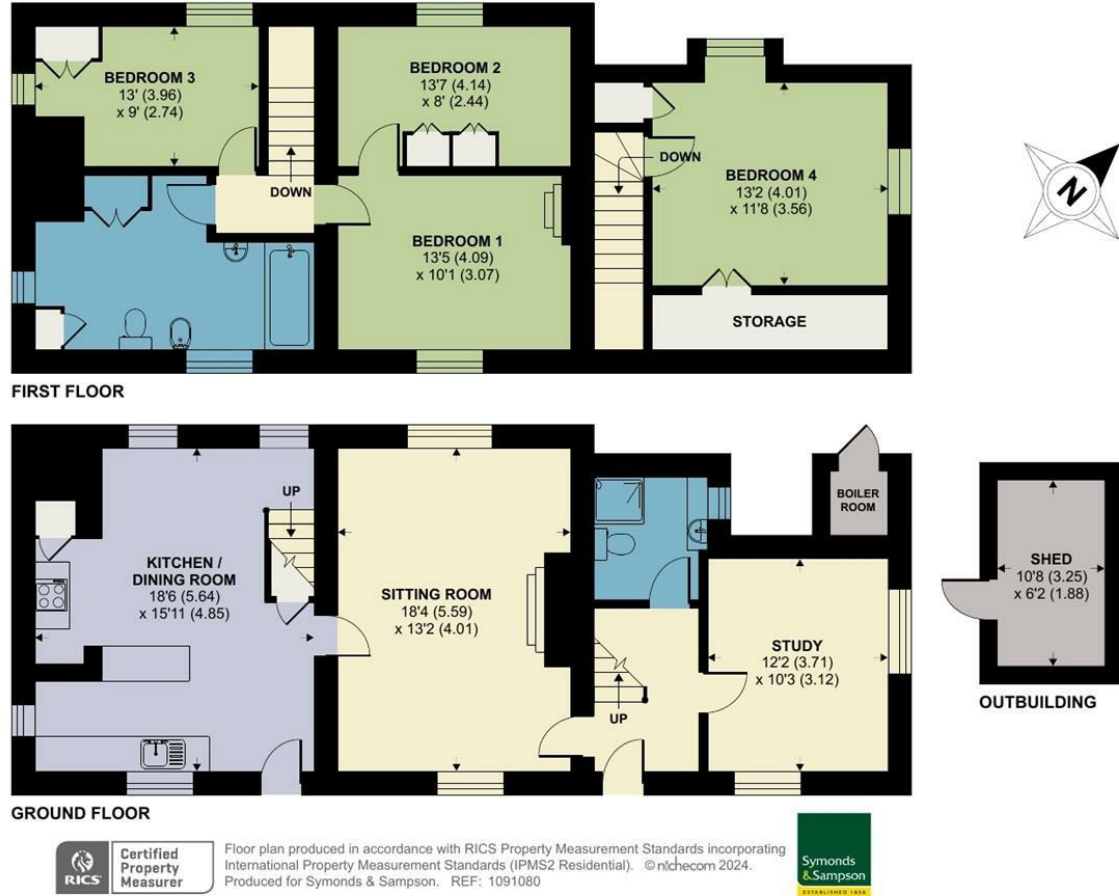 BEDROOM 3
13' (3.96)
x 9' (2.74)
DOWN
BEDROOM 2
13'7 (4.14)
x 8' (2.44)
BEDROOM 1
13'5 (4.09)
x 10'1 (3.07)
DOWN
BEDROOM 4
13'2 (4.01)
x 11'8 (3.56)
STORAGE
N
FIRST FLOOR
UP
KITCHEN /
DINING ROOM
18'6 (5.64)
x 15'11 (4.85)
SITTING ROOM
18'4 (5.59)
x 13'2 (4.01)
UP
STUDY
12'2 (3.71)
x 10'3 (3.12)
BOILER
ROOM
SHED
10'8 (3.25)
x 6'2 (1.88)
OUTBUILDING
GROUND FLOOR
RICS
Certified
Property
Measurer
Floor plan produced in accordance with RICS Property Measurement Standards incorporating
International Property Measurement Standards (IPMS2 Residential). © nichecom 2024.
Produced for Symonds & Sampson. REF: 1091080
Symonds
& Sampson
ESTABLISHED 1858